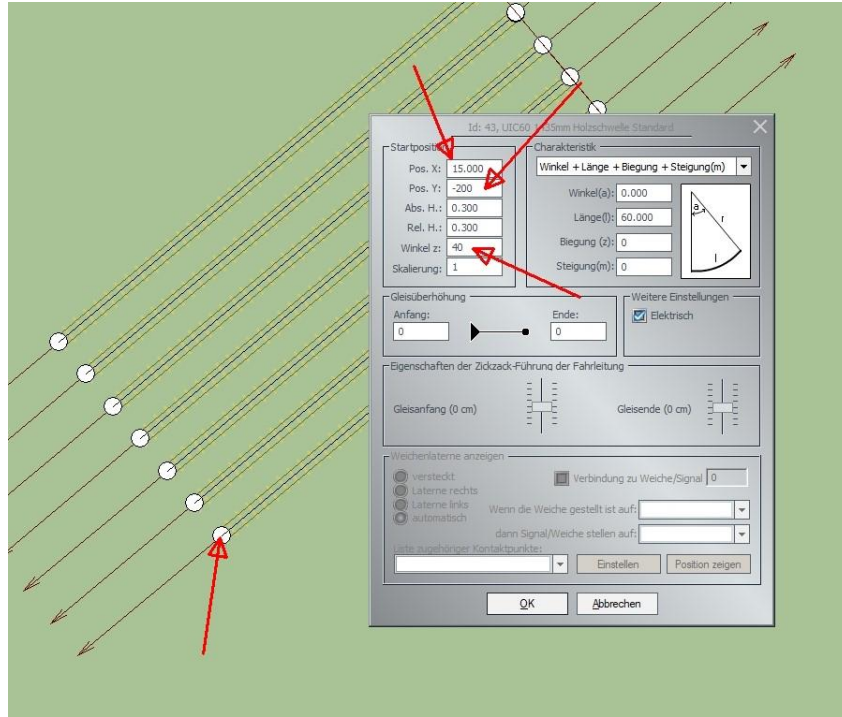 Id: 43, UIC60 1435mm Holzschwelle Standard
Startposition
Pos. X: 15.000
Pos. Y: -200
Abs. H.: 0.300
Rel. H.: 0.300
Winkel z: 40
Skalierung: 1
Charakteristik
Winkel + Länge + Biegung + Steigung(m)
Winkel(a): 0.000
Länge(l): 60.000
Biegung (z): 0
Steigung(m): 0
a
r
l
Gleisüberhöhung
Anfang: Ende:
0 0
Weitere Einstellungen
Elektrisch
Eigenschaften der Zickzack-Führung der Fahrleitung
Gleisanfang (0 cm) Gleisende (0 cm)
Weichenlaterne anzeigen
versteckt
Laterne rechts
Laterne links
automatisch
Verbindung zu Weiche/Signal 0
Wenn die Weiche gestellt ist auf:
dann Signal/Weiche stellen auf:
Liste zugehöriger Kontaktpunkte:
Einstellen Position zeigen
OK Abbrechen